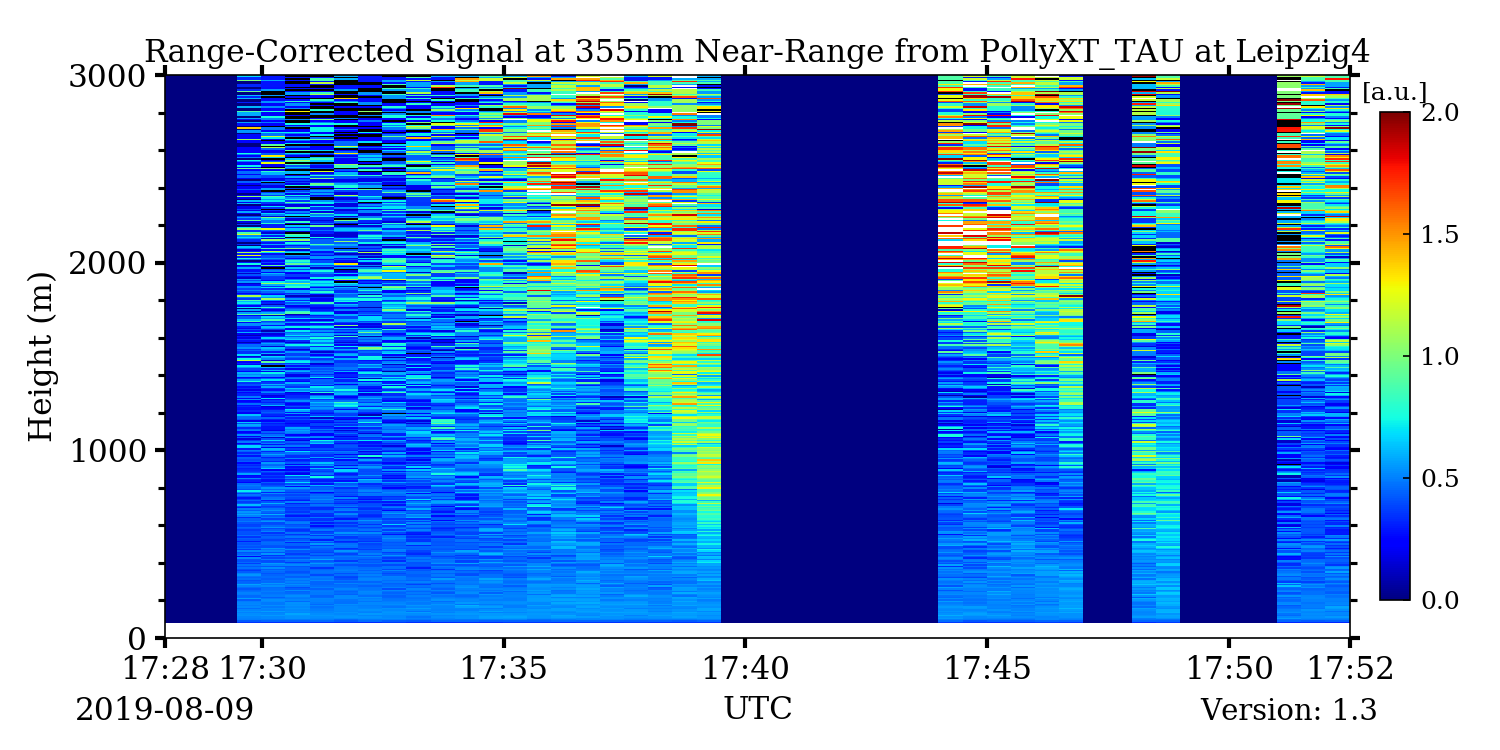 Range-Corrected Signal at 355nm Near-Range from PollyXT_TAU at Leipzig4
[a.u.]
3000
2000
1000
0
Height (m)
2.0
1.5
1.0
0.5
0.0
17:28 17:30 17:35 17:40 17:45 17:50 17:52
2019-08-09 UTC Version: 1.3